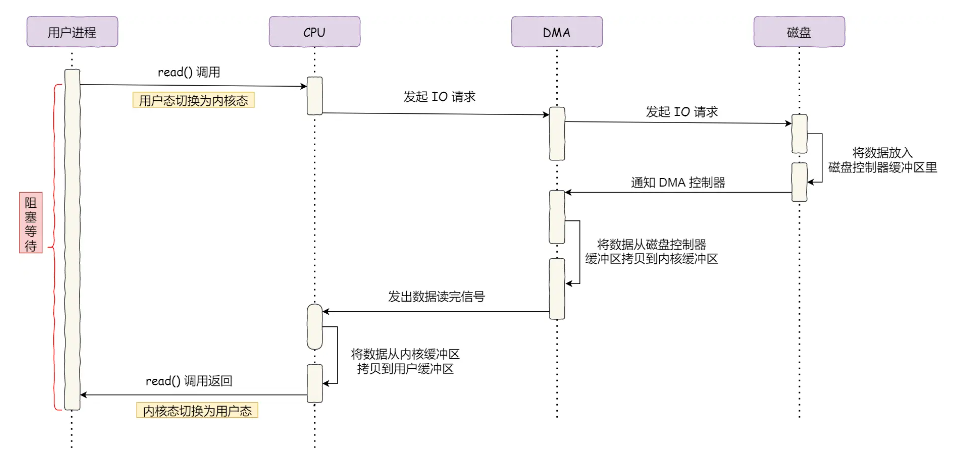 用户进程
CPU
DMA
磁盘
read() 调用
用户态切换为内核态
发起 IO 请求
发起 IO 请求
将数据放入
磁盘控制器缓冲区里
通知 DMA 控制器
阻
塞
等
待
将数据从磁盘控制器
缓冲区拷贝到内核缓冲区
发出数据读完信号
将数据从内核缓冲区
拷贝到用户缓冲区
read() 调用返回
内核态切换为用户态